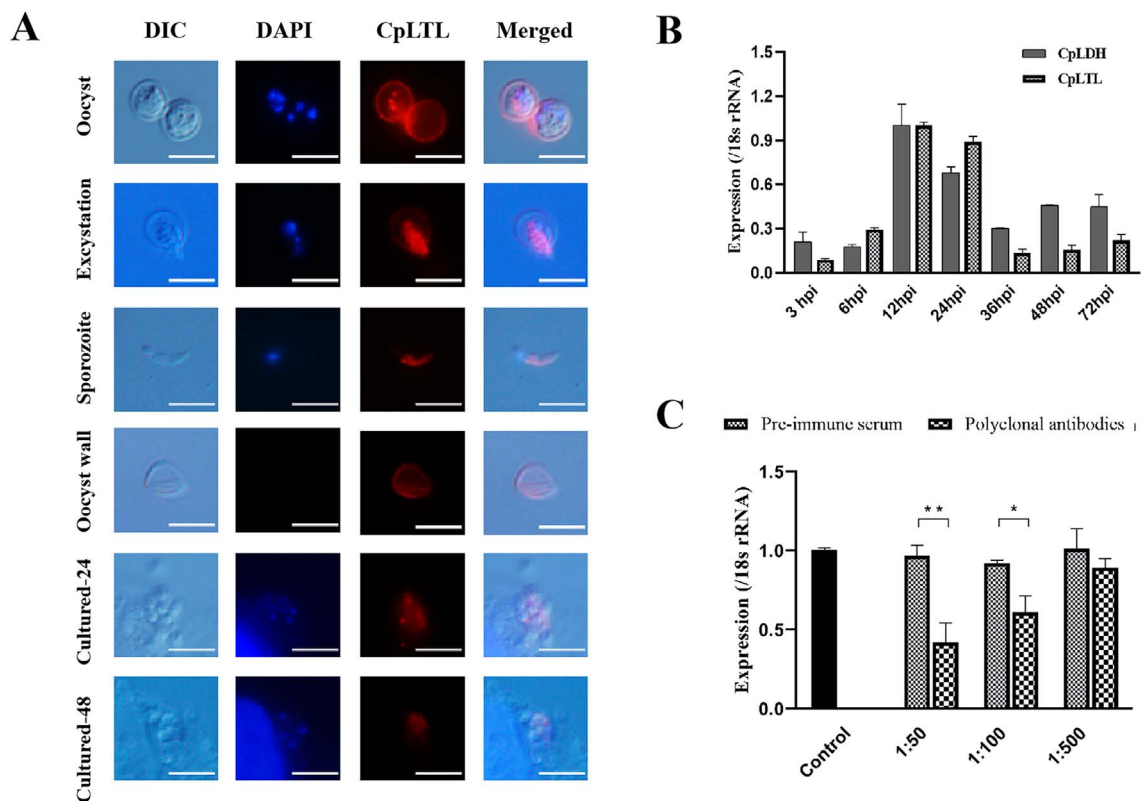 A
DIC DAPI CpLTL Merged
Oocyst
Excystation
Sporozoite
Oocyst wall
Cultured-24
Cultured-48
B
Expression (/18s rRNA)
1.5
1.2
0.9
0.6
0.3
0.0
CpLDH
CpLTL
3 hpi 6hpi 12hpi 24hpi 36hpi 48hpi 72hpi
C
Pre-immune serum Polyclonal antibodies
Expression (/18s rRNA)
1.5
1.0
0.5
0.0
** *
Control 1:50 1:100 1:500